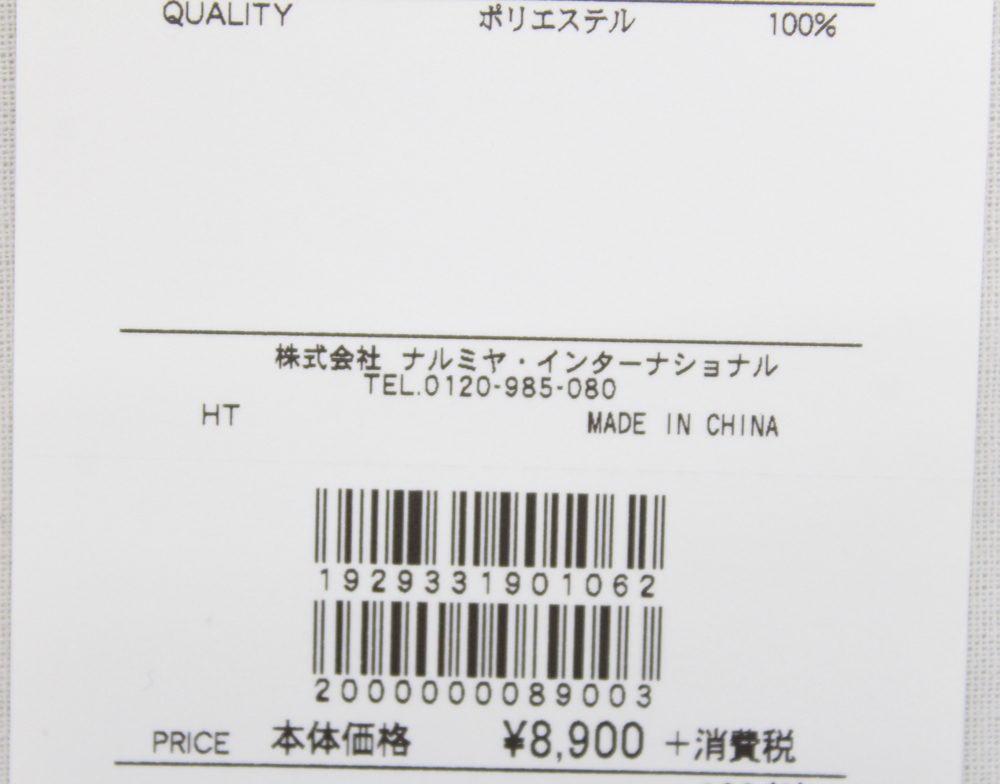 QUALITY ポリエステル 100%
株式会社 ナルミヤ・インターナショナル
TEL.0120-985-080
HT MADE IN CHINA
1929331901062
2000000089003
PRICE 本体価格 ¥8,900 +消費税